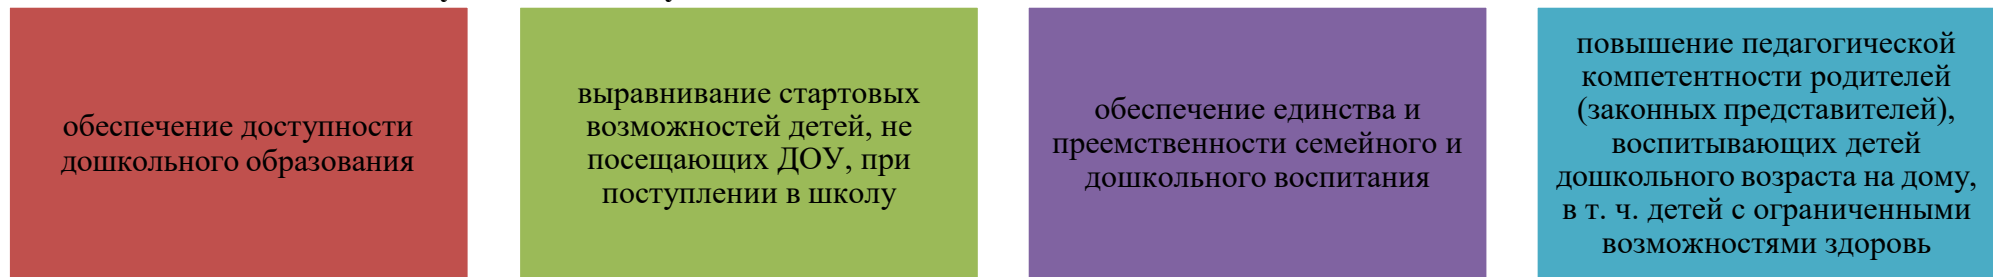 обеспечение доступности
дошкольного образования
выравнивание стартовых
возможностей детей, не
посещающих ДОУ, при
поступлении в школу
обеспечение единства и
преемственности семейного и
дошкольного воспитания
повышение педагогической
компетентности родителей
(законных представителей),
воспитывающих детей
дошкольного возраста на дому,
в т. ч. детей с ограниченными
возможностями здоровь